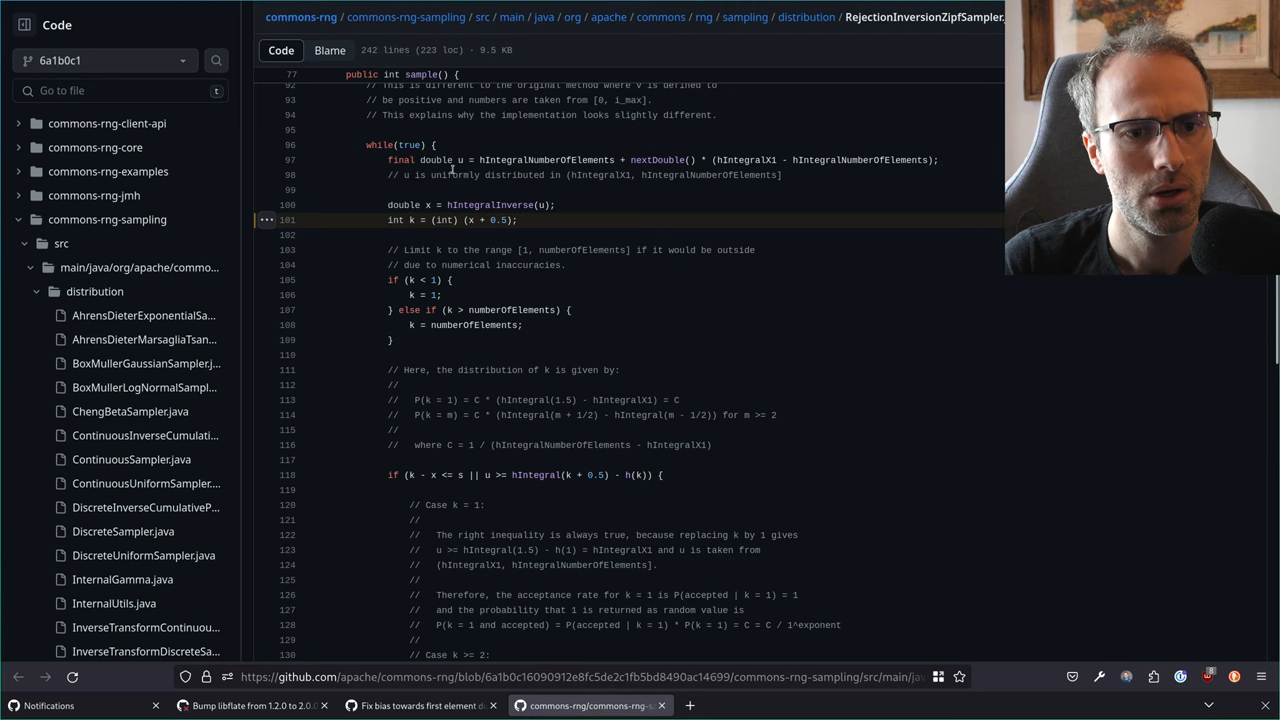 Code
commons-rng / commons-rng-sampling / src / main / java / org / apache / commons / rng / sampling / distribution / RejectionInversionZipfSampler.
6a1b0c1
Code Blame 242 lines (223 loc) · 9.5 KB
Go to file t
77 public int sample() {
92 // This is different to the original method where v is defined to
93 // be positive and numbers are taken from [0, i_max].
94 // This explains why the implementation looks slightly different.
95
96 while(true) {
97 final double u = hIntegralNumberOfElements + nextDouble() * (hIntegralX1 - hIntegralNumberOfElements);
98 // u is uniformly distributed in (hIntegralX1, hIntegralNumberOfElements]
99
100 double x = hIntegralInverse(u);
101 int k = (int) (x + 0.5);
102
103 // Limit k to the range [1, numberOfElements] if it would be outside
104 // due to numerical inaccuracies.
105 if (k < 1) {
106 k = 1;
107 } else if (k > numberOfElements) {
108 k = numberOfElements;
109 }
110
111 // Here, the distribution of k is given by:
112 //
113 // P(k = 1) = C * (hIntegral(1.5) - hIntegralX1) = C
114 // P(k = m) = C * (hIntegral(m + 1/2) - hIntegral(m - 1/2)) for m >= 2
115 //
116 // where C = 1 / (hIntegralNumberOfElements - hIntegralX1)
117
118 if (k - x <= s || u >= hIntegral(k + 0.5) - h(k)) {
119
120 // Case k = 1:
121 //
122 // The right inequality is always true, because replacing k by 1 gives
123 // u >= hIntegral(1.5) - h(1) = hIntegralX1 and u is taken from
124 // (hIntegralX1, hIntegralNumberOfElements].
125 //
126 // Therefore, the acceptance rate for k = 1 is P(accepted | k = 1) = 1
127 // and the probability that 1 is returned as random value is
128 // P(k = 1 and accepted) = P(accepted | k = 1) * P(k = 1) = C = C / 1^exponent
129 //
130 // Case k >= 2:
commons-rng-client-api
commons-rng-core
commons-rng-examples
commons-rng-jmh
commons-rng-sampling
src
main/java/org/apache/commo...
distribution
AhrensDieterExponentialSa...
AhrensDieterMarsagliaTsan...
BoxMullerGaussianSampler.j...
BoxMullerLogNormalSampl...
ChengBetaSampler.java
ContinuousInverseCumulati...
ContinuousSampler.java
ContinuousUniformSampler....
DiscreteInverseCumulativeP...
DiscreteSampler.java
DiscreteUniformSampler.java
InternalGamma.java
InternalUtils.java
InverseTransformContinuou...
InverseTransformDiscreteSa...
https://github.com/apache/commons-rng/blob/6a1b0c16090912e8fc5de2c1fb5bd8490ac14699/commons-rng-sampling/src/main/jav
8
Notifications
Bump libflate from 1.2.0 to 2.0.
Fix bias towards first element d
commons-rng/commons-rng-sa